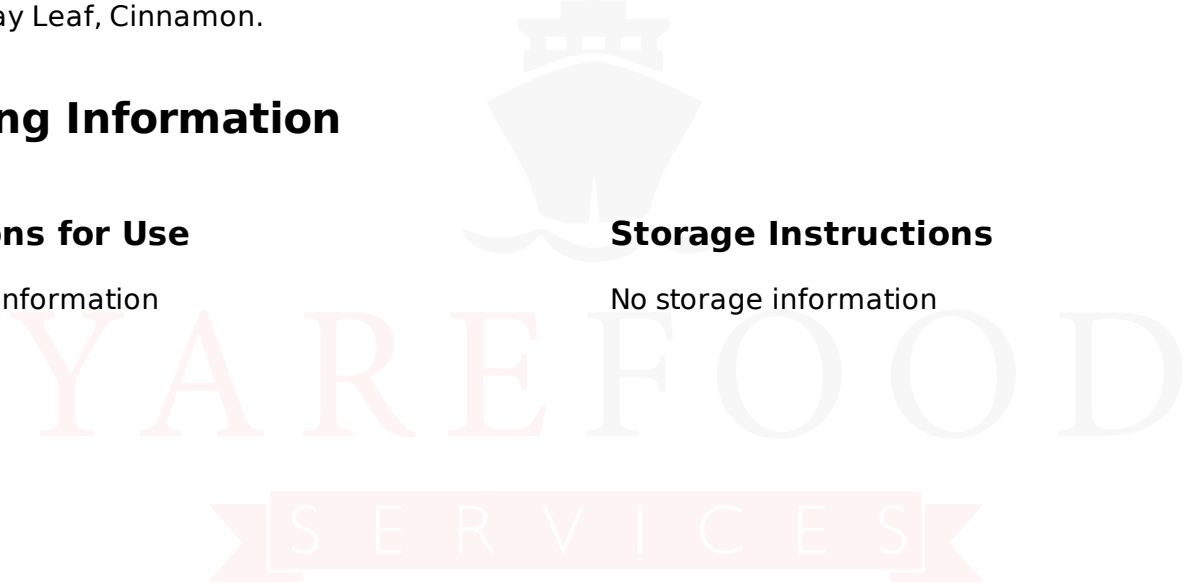 ay Leaf, Cinnamon.
ng Information
ons for Use
Storage Instructions
nformation
No storage information
YAREFOOD
SERVICES